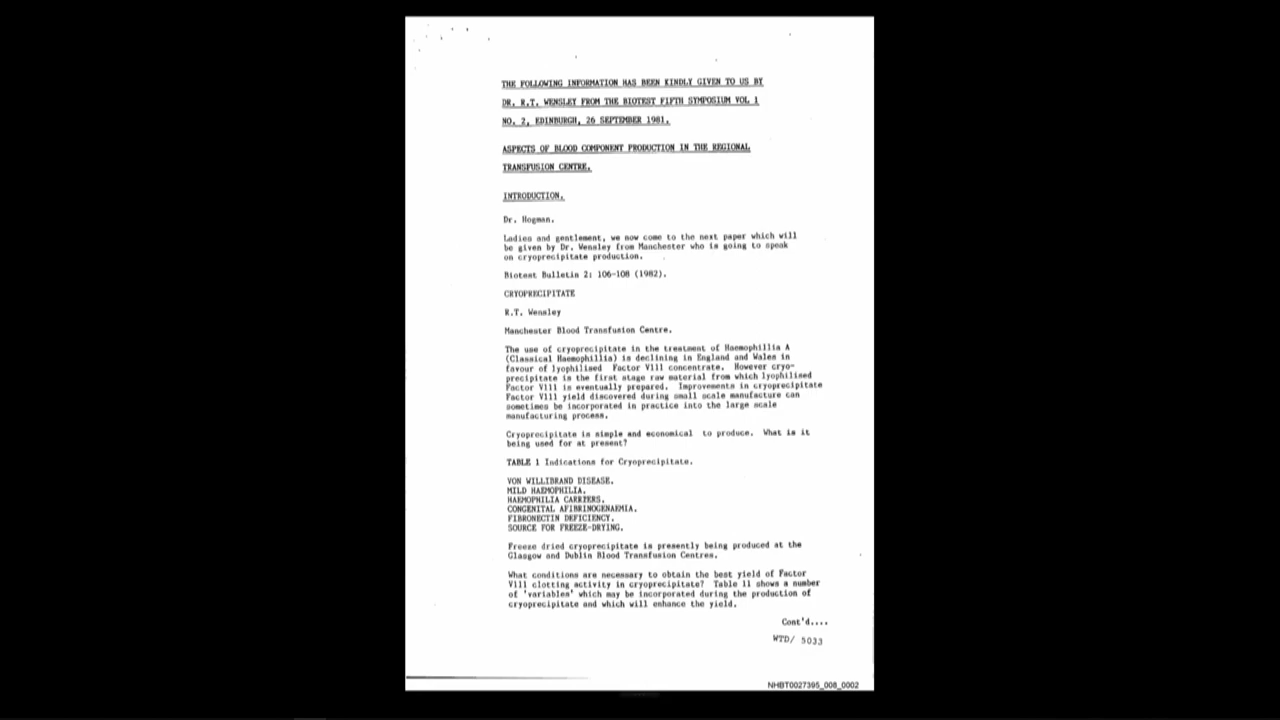 THE FOLLOWING INFORMATION HAS BEEN KINDLY GIVEN TO US BY
DR. R.T. WENSLEY FROM THE BIOTEST FIFTH SYMPOSIUM VOL 1
NO. 2, EDINBURGH, 26 SEPTEMBER 1981.
ASPECTS OF BLOOD COMPONENT PRODUCTION IN THE REGIONAL
TRANSFUSION CENTRE.
INTRODUCTION.
Dr. Hogman.
Ladies and gentlement, we now come to the next paper which will
be given by Dr. Wensley from Manchester who is going to speak
on cryoprecipitate production.
Biotest Bulletin 2: 106-108 (1982).
CRYOPRECIPITATE
R.T. Wensley
Manchester Blood Transfusion Centre.
The use of cryoprecipitate in the treatment of Haemophillia A
(Classical Haemophillia) is declining in England and Wales in
favour of lyophilised Factor V111 concentrate. However cryo-
precipitate is the first stage raw material from which lyophilised
Factor V111 is eventually prepared. Improvements in cryoprecipitate
Factor V111 yield discovered during small scale manufacture can
sometimes be incorporated in practice into the large scale
manufacturing process.
Cryoprecipitate is simple and economical to produce. What is it
being used for at present?
TABLE 1 Indications for Cryoprecipitate.
VON WILLIBRAND DISEASE.
MILD HAEMOPHILIA.
HAEMOPHILIA CARRIERS.
CONGENITAL AFIBRINOGENAEMIA.
FIBRONECTIN DEFICIENCY.
SOURCE FOR FREEZE-DRYING.
Freeze dried cryoprecipitate is presently being produced at the
Glasgow and Dublin Blood Transfusion Centres.
What conditions are necessary to obtain the best yield of Factor
V111 clotting activity in cryoprecipitate? Table 11 shows a number
of 'variables' which may be incorporated during the production of
cryoprecipitate and which will enhance the yield.
Cont'd....
WTD/ 5033
NHBT0027395_008_0002